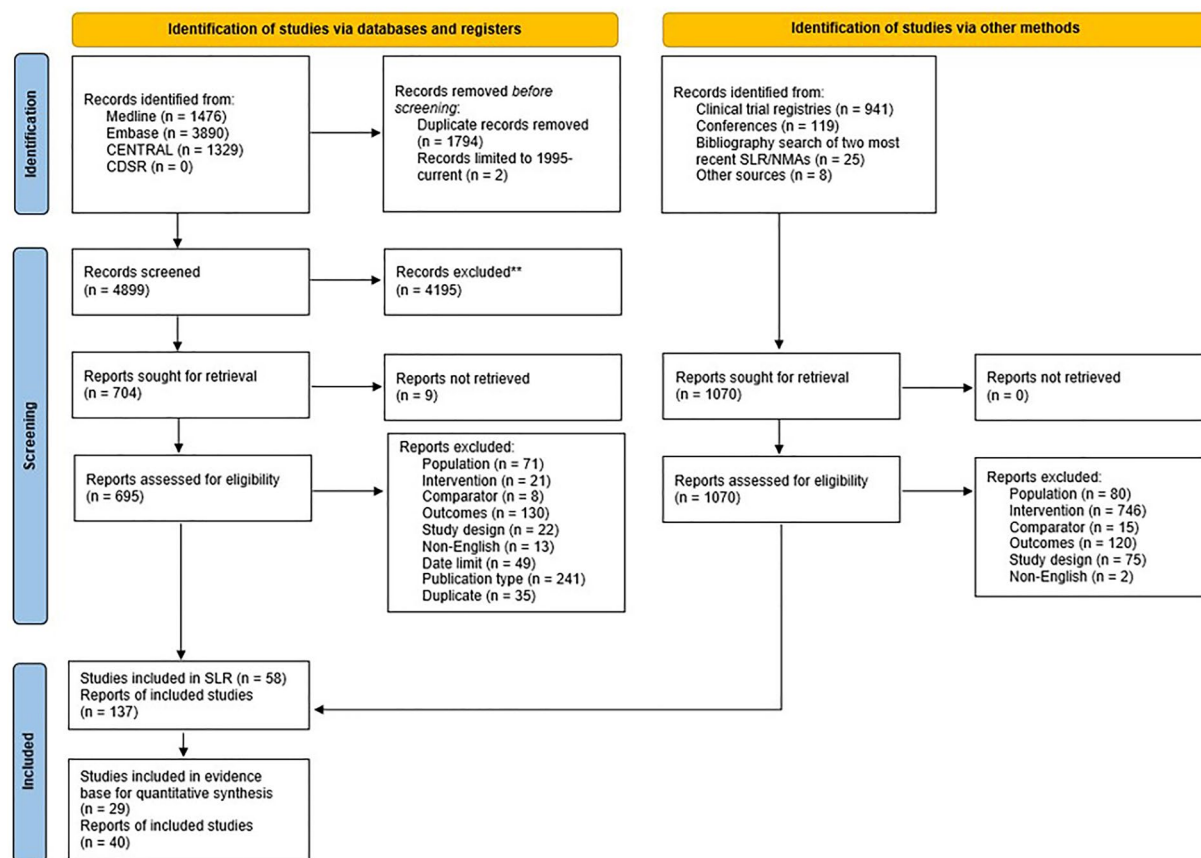 Identification of studies via databases and registers
Identification of studies via other methods
Identification
Records identified from:
Medline (n = 1476)
Embase (n = 3890)
CENTRAL (n = 1329)
CDSR (n = 0)
Records removed before
screening:
Duplicate records removed
(n = 1794)
Records limited to 1995-
current (n = 2)
Records identified from:
Clinical trial registries (n = 941)
Conferences (n = 119)
Bibliography search of two most
recent SLR/NMAs (n = 25)
Other sources (n = 8)
Screening
Records screened
(n = 4899)
Records excluded**
(n = 4195)
Reports sought for retrieval
(n = 704)
Reports not retrieved
(n = 9)
Reports sought for retrieval
(n = 1070)
Reports not retrieved
(n = 0)
Reports assessed for eligibility
(n = 695)
Reports excluded:
Population (n = 71)
Intervention (n = 21)
Comparator (n = 8)
Outcomes (n = 130)
Study design (n = 22)
Non-English (n = 13)
Date limit (n = 49)
Publication type (n = 241)
Duplicate (n = 35)
Reports assessed for eligibility
(n = 1070)
Reports excluded:
Population (n = 80)
Intervention (n = 746)
Comparator (n = 15)
Outcomes (n = 120)
Study design (n = 75)
Non-English (n = 2)
Included
Studies included in SLR (n = 58)
Reports of included studies
(n = 137)
Studies included in evidence
base for quantitative synthesis
(n = 29)
Reports of included studies
(n = 40)